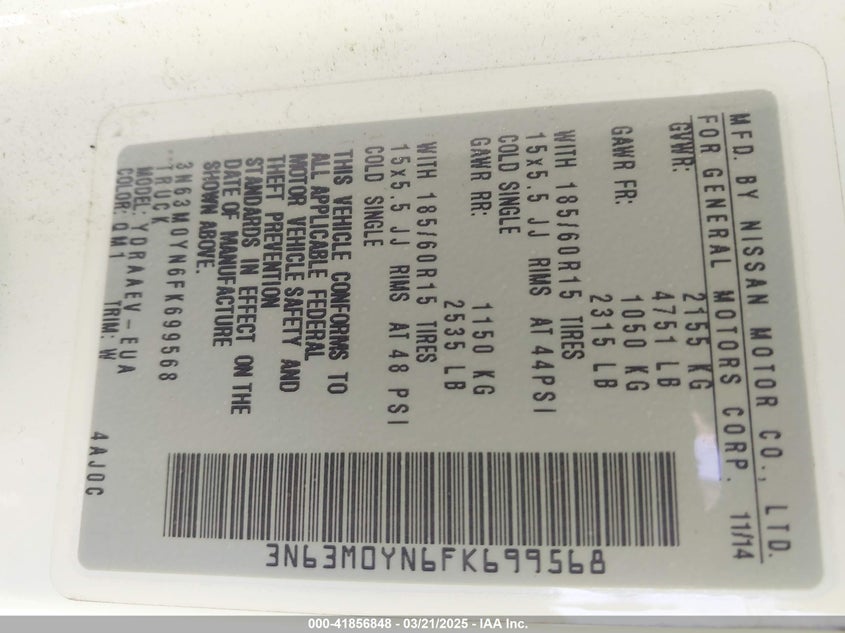 MFD. BY NISSAN MOTOR CO., LTD.
FOR GENERAL MOTORS CORP. 11/14
GVWR: 2155 KG
4751 LB
GAWR FR: 1050 KG
2315 LB
WITH 185/60R15 TIRES
15x5.5 JJ RIMS AT 44PSI
COLD SINGLE
GAWR RR: 1150 KG
2535 LB
WITH 185/60R15 TIRES
15x5.5 JJ RIMS AT 48 PSI
COLD SINGLE
THIS VEHICLE CONFORMS TO
ALL APPLICABLE FEDERAL
MOTOR VEHICLE SAFETY AND
THEFT PREVENTION
STANDARDS IN EFFECT ON THE
DATE OF MANUFACTURE
SHOWN ABOVE.
3N63M0YN6FK699568
TRUCK
MODEL: YDRAAEV-EUA
COLOR: QM1 TRIM: W 4AJ0C
3N63M0YN6FK699568
000-41856848 - 03/21/2025 - IAA Inc.